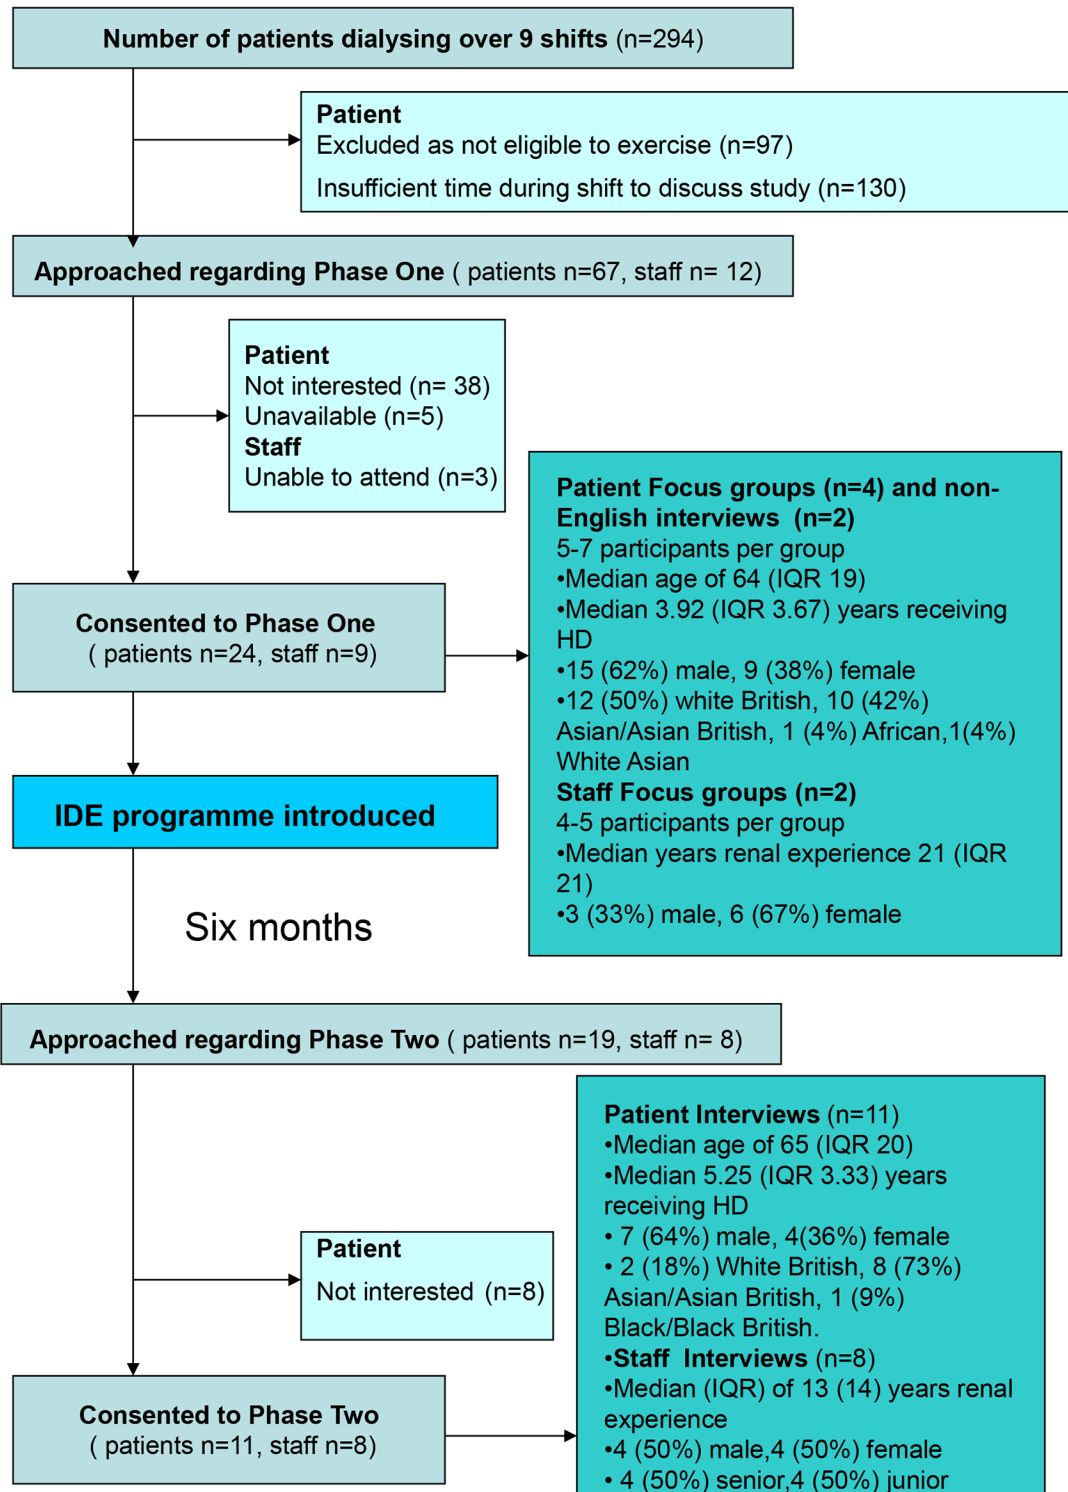 Number of patients dialysing over 9 shifts (n=294)
Patient
Excluded as not eligible to exercise (n=97)
Insufficient time during shift to discuss study (n=130)
Approached regarding Phase One ( patients n=67, staff n= 12)
Patient
Not interested (n= 38)
Unavailable (n=5)
Staff
Unable to attend (n=3)
Consented to Phase One
( patients n=24, staff n=9)
Patient Focus groups (n=4) and non-
English interviews (n=2)
5-7 participants per group
•Median age of 64 (IQR 19)
•Median 3.92 (IQR 3.67) years receiving
HD
•15 (62%) male, 9 (38%) female
•12 (50%) white British, 10 (42%)
Asian/Asian British, 1 (4%) African,1(4%)
White Asian
Staff Focus groups (n=2)
4-5 participants per group
•Median years renal experience 21 (IQR
21)
•3 (33%) male, 6 (67%) female
IDE programme introduced
Six months
Approached regarding Phase Two ( patients n=19, staff n= 8)
Patient
Not interested (n=8)
Consented to Phase Two
( patients n=11, staff n=8)
Patient Interviews (n=11)
•Median age of 65 (IQR 20)
•Median 5.25 (IQR 3.33) years
receiving HD
• 7 (64%) male, 4(36%) female
• 2 (18%) White British, 8 (73%)
Asian/Asian British, 1 (9%)
Black/Black British.
•Staff Interviews (n=8)
•Median (IQR) of 13 (14) years renal
experience
•4 (50%) male,4 (50%) female
• 4 (50%) senior,4 (50%) junior